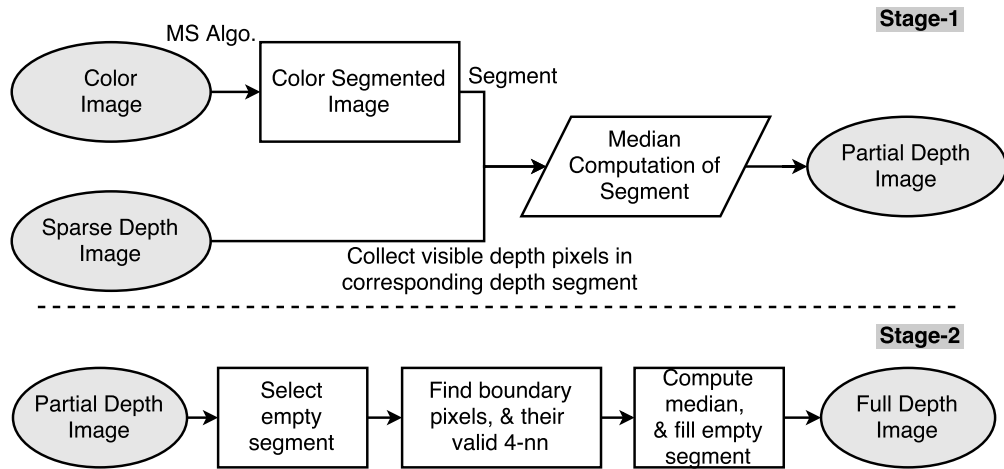 Stage-1
MS Algo.
Color
Image
Color Segmented
Image
Segment
Median
Computation of
Segment
Partial Depth
Image
Sparse Depth
Image
Collect visible depth pixels in
corresponding depth segment
Stage-2
Partial Depth
Image
Select
empty
segment
Find boundary
pixels, & their
valid 4-nn
Compute
median,
& fill empty
segment
Full Depth
Image